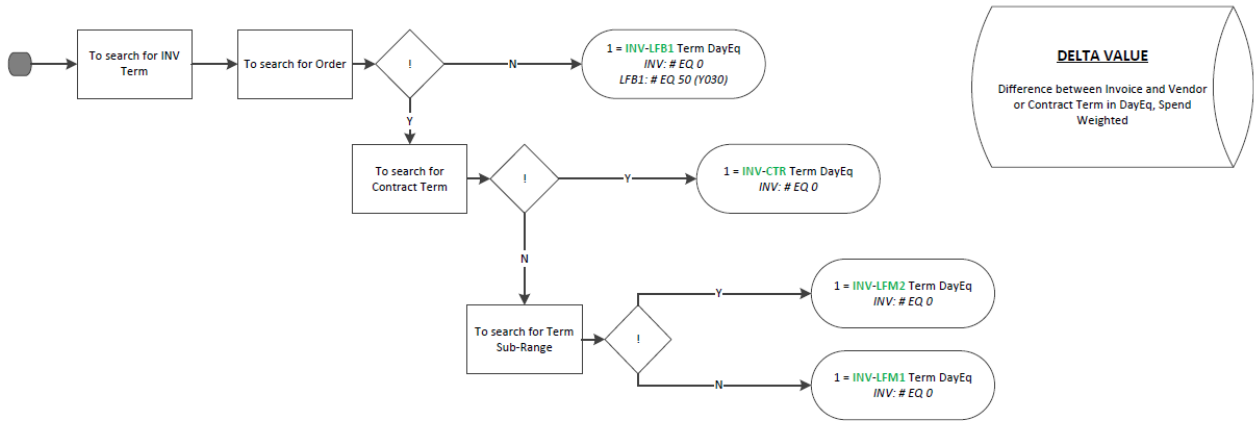 To search for INV
Term
To search for Order
!
N
1 = INV-LFB1 Term DayEq
INV: # EQ 0
LFB1: # EQ 50 (Y030)
DELTA VALUE
Difference between Invoice and Vendor
or Contract Term in DayEq, Spend
Weighted
Y
To search for
Contract Term
!
Y
1 = INV-CTR Term DayEq
INV: # EQ 0
N
To search for Term
Sub-Range
!
Y
1 = INV-LFM2 Term DayEq
INV: # EQ 0
N
1 = INV-LFM1 Term DayEq
INV: # EQ 0